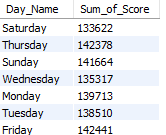 Day_Name Sum_of_Score
Saturday 133622
Thursday 142378
Sunday 141664
Wednesday 135317
Monday 139713
Tuesday 138510
Friday 142441